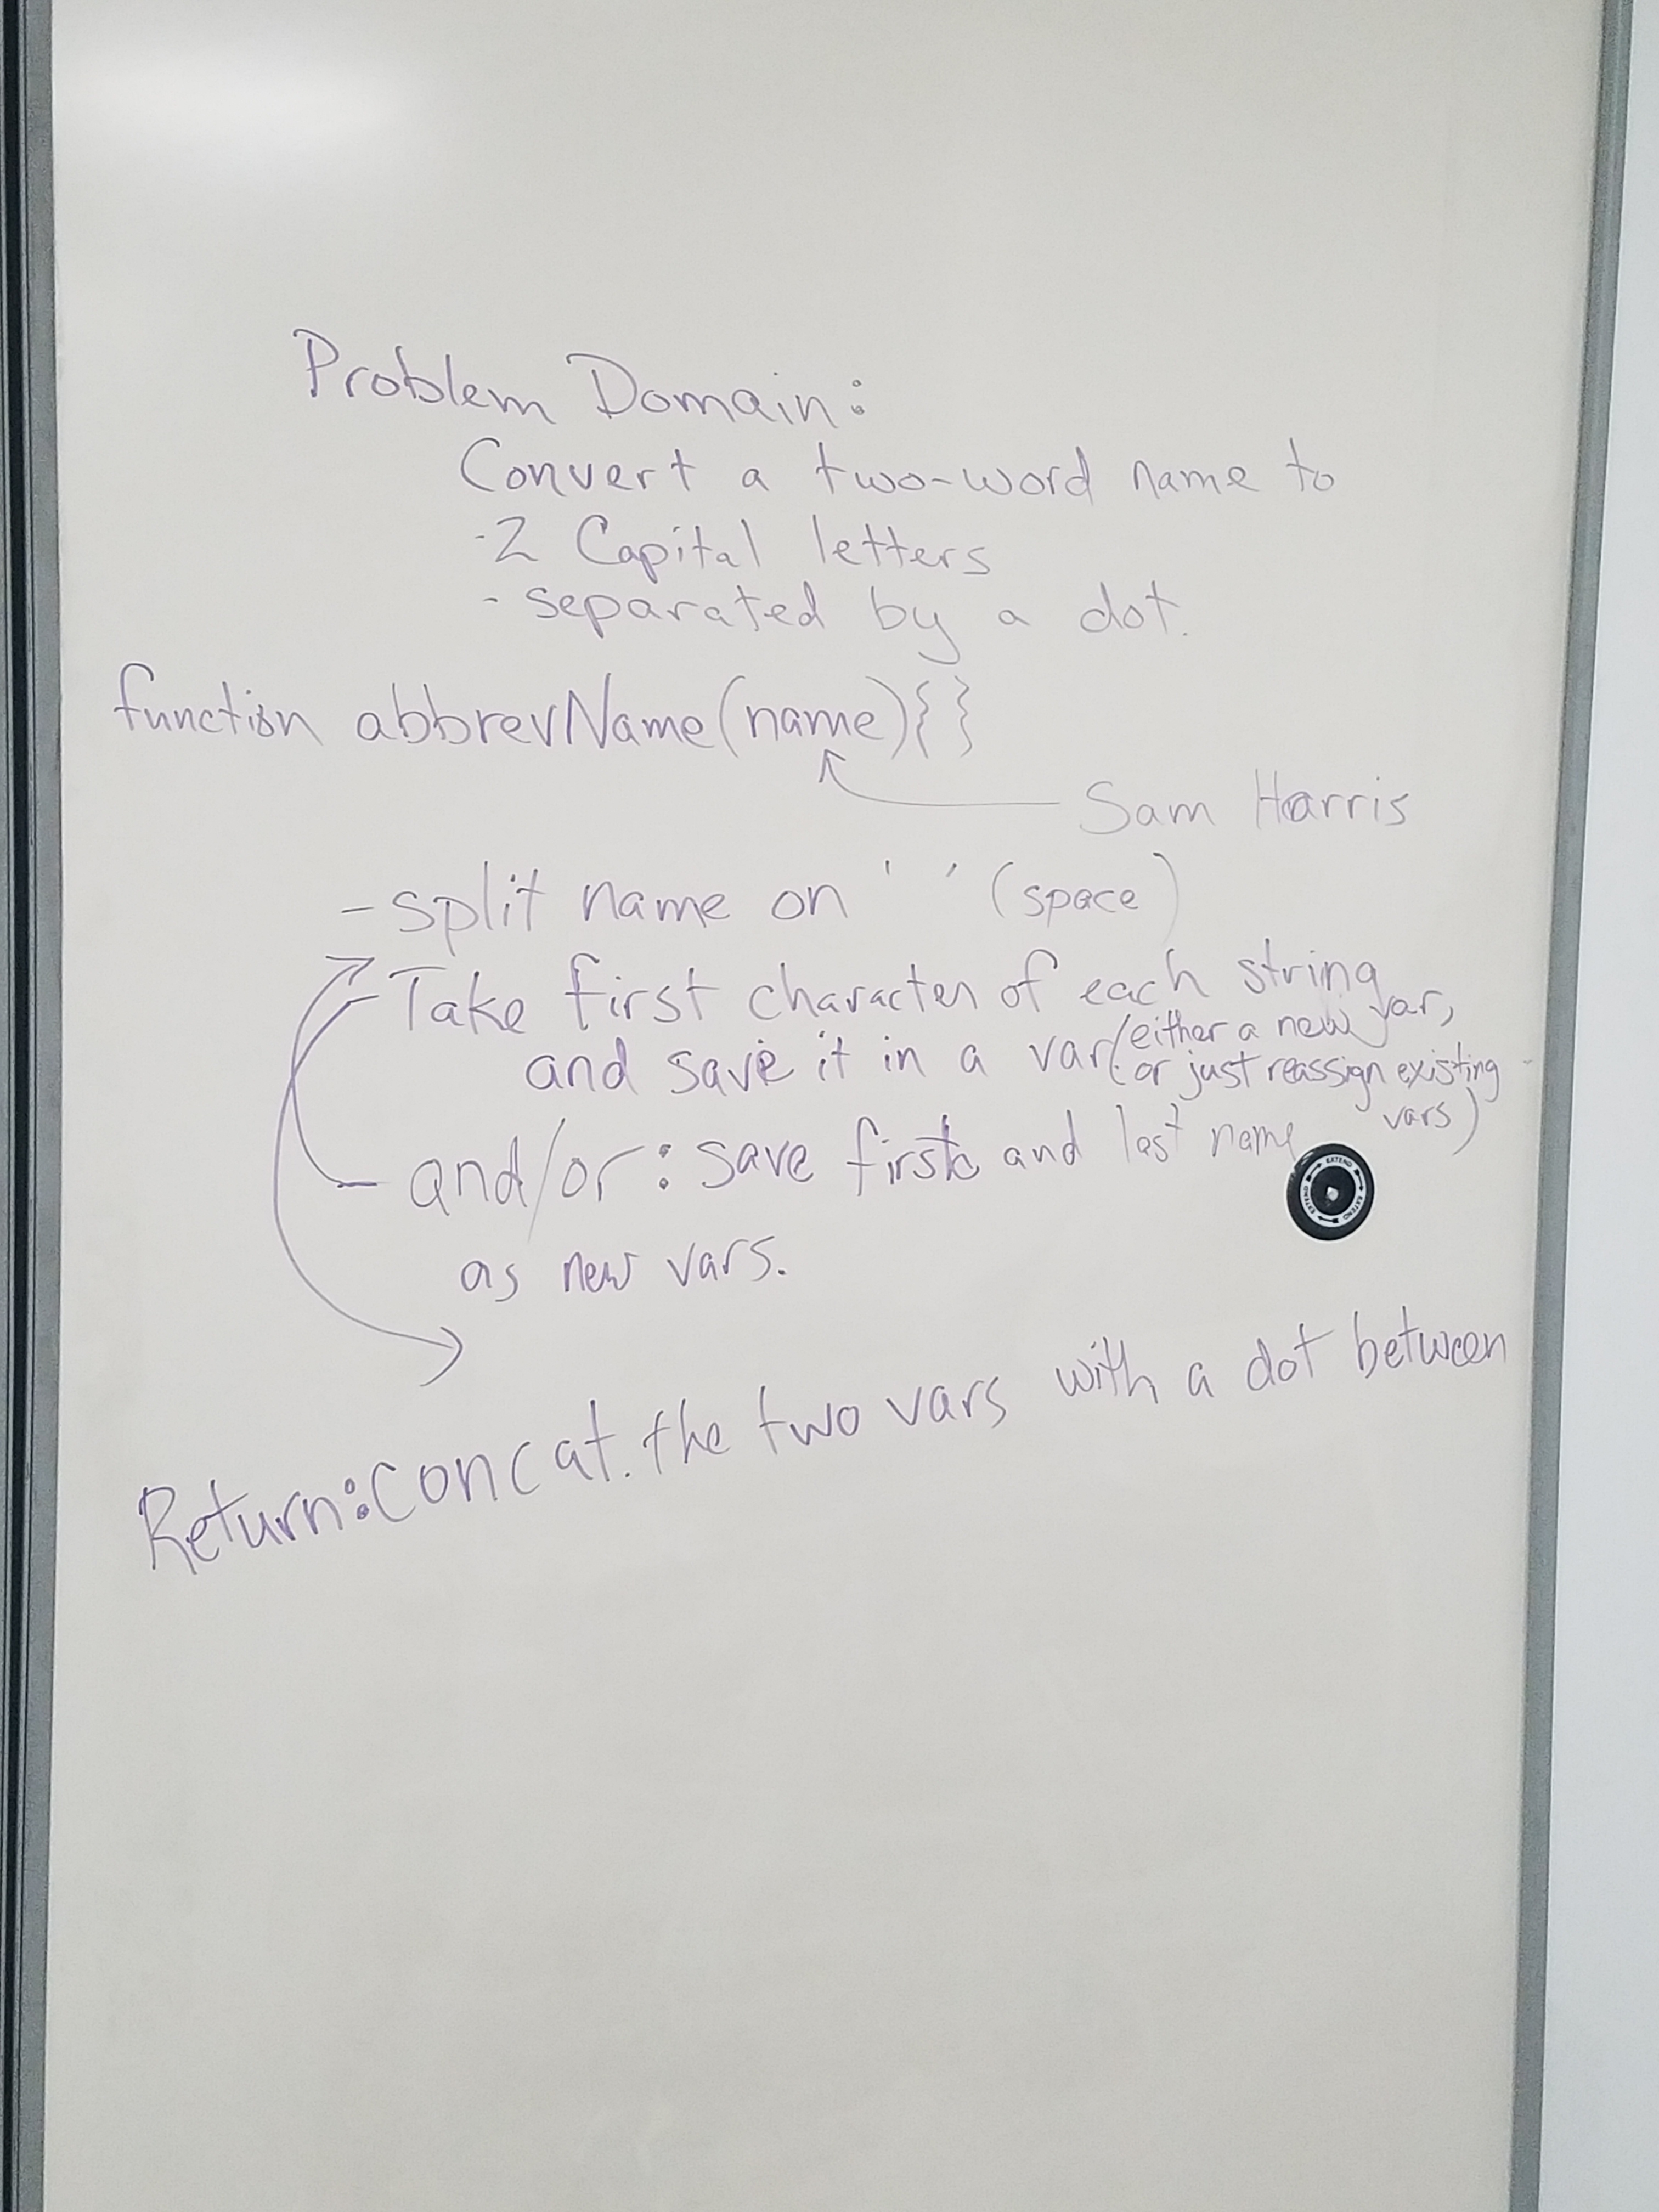 Problem Domain:
Convert a two-word name to
-2 Capital letters
- separated by a dot.
function abbrevName(name){}
Sam Harris
- split name on ' ' (space)
- Take first character of each string
and save it in a var (either a new var,
or just reassign existing
vars)
- and/or: save first and last name
as new vars.
Return: concat. the two vars with a dot between
EXTEND EXTEND EXTEND